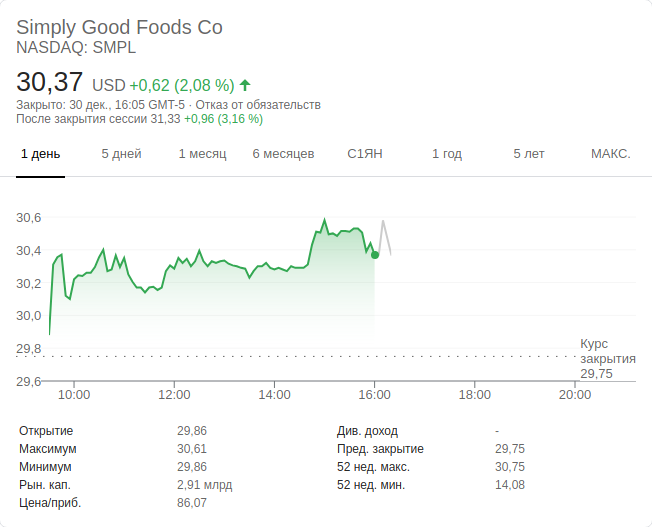 Simply Good Foods Co
NASDAQ: SMPL
30,37 USD +0,62 (2,08 %)
Закрыто: 30 дек., 16:05 GMT-5 · Отказ от обязательств
После закрытия сессии 31,33 +0,96 (3,16 %)
1 день 5 дней 1 месяц 6 месяцев С1ЯН 1 год 5 лет МАКС.
30,6
30,4
30,2
30,0
29,8
29,6
Курс
закрытия
29,75
10:00 12:00 14:00 16:00 18:00 20:00
Открытие 29,86 Див. доход -
Максимум 30,61 Пред. закрытие 29,75
Минимум 29,86 52 нед. макс. 30,75
Рын. кап. 2,91 млрд 52 нед. мин. 14,08
Цена/приб. 86,07